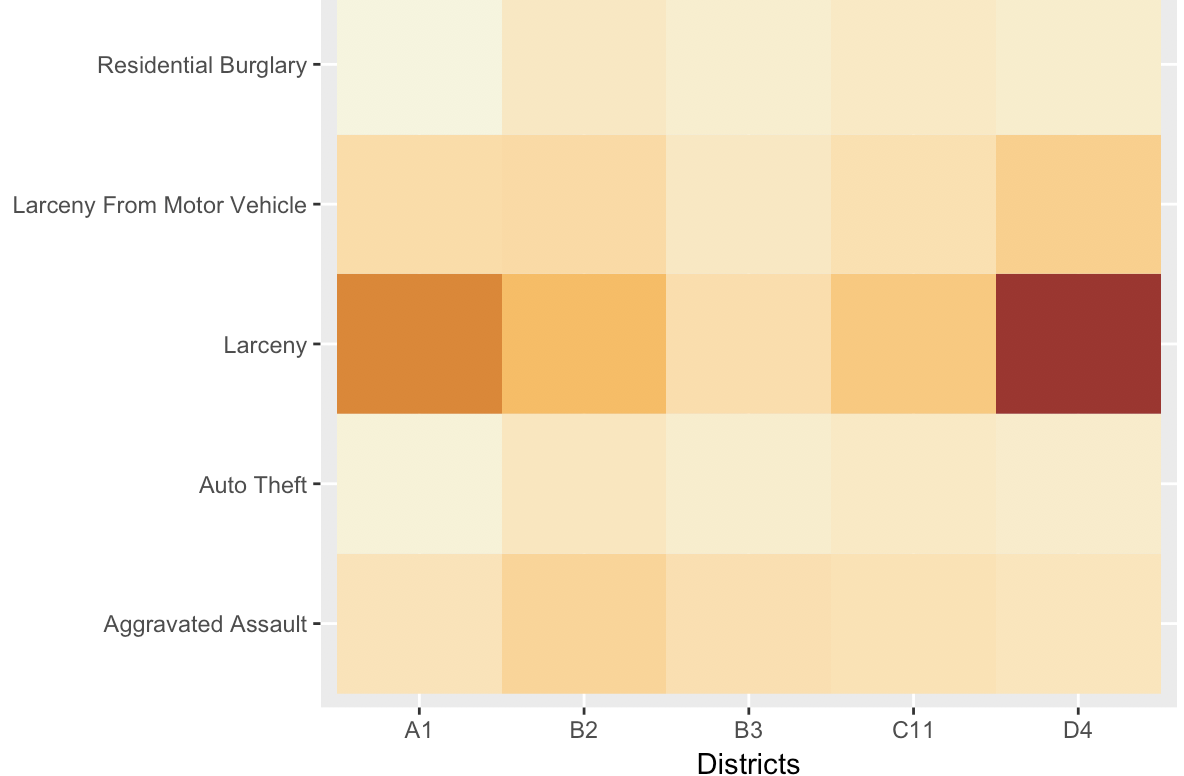 Residential Burglary
Larceny From Motor Vehicle
Larceny
Auto Theft
Aggravated Assault
A1 B2 B3 C11 D4
Districts